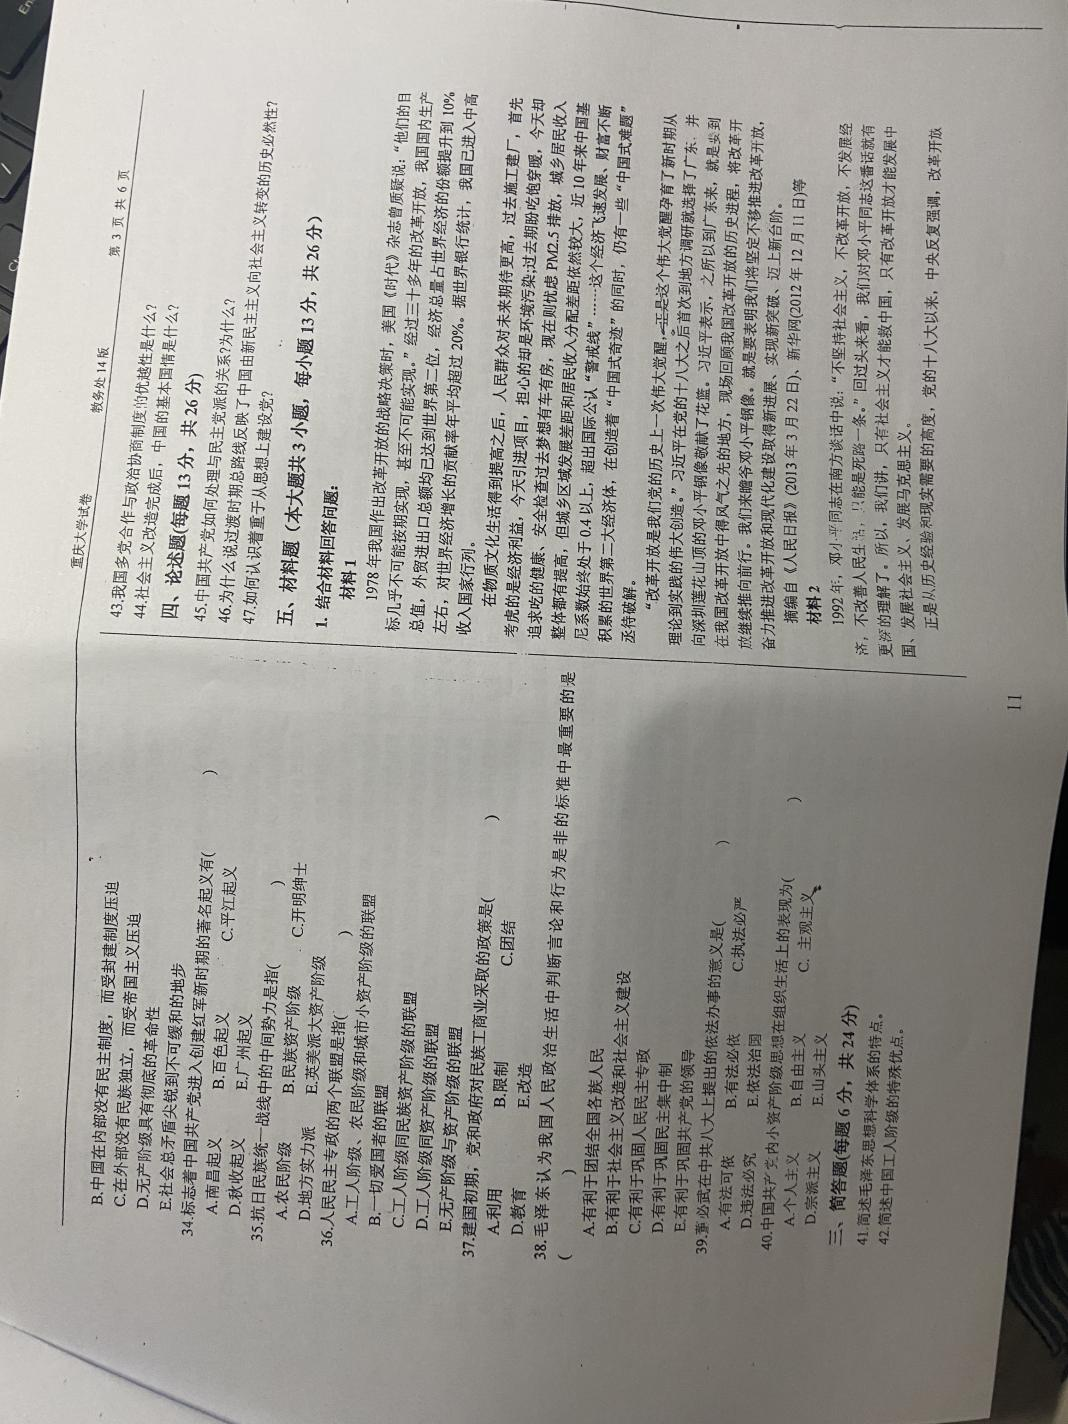 重庆大学试卷 教务处 14 版 第 3 页 共 6 页
B.中国在内部没有民主制度，而受封建制度压迫
C.在外部没有民族独立，而受帝国主义压迫
D.无产阶级具有彻底的革命性
E.社会总矛盾尖锐到不可缓和的地步
34.标志着中国共产党进入创建红军新时期的著名起义有( )
A.南昌起义 B.百色起义 C.平江起义
D.秋收起义 E.广州起义
35.抗日民族统一战线中的中间势力是指( )
A.农民阶级 B.民族资产阶级 C.开明绅士
D.地方实力派 E.英美派大资产阶级
36.人民民主专政的两个联盟是指( )
A.工人阶级、农民阶级和城市小资产阶级的联盟
B.一切爱国者的联盟
C.工人阶级同民族资产阶级的联盟
D.工人阶级同资产阶级的联盟
E.无产阶级与资产阶级的联盟
37.建国初期，党和政府对民族工商业采取的政策是( )
A.利用 B.限制 C.团结
D.教育 E.改造
38.毛泽东认为我国人民政治生活中判断言论和行为是非的标准中最重要的是
( )
A.有利于团结全国各族人民
B.有利于社会主义改造和社会主义建设
C.有利于巩固人民民主专政
D.有利于巩固民主集中制
E.有利于巩固共产党的领导
39.董必武在中共八大上提出的依法办事的意义是( )
A.有法可依 B.有法必依 C.执法必严
D.违法必究 E.依法治国
40.中国共产党内小资产阶级思想在组织生活上的表现为( )
A.个人主义 B.自由主义 C. 主观主义
D.宗派主义 E.山头主义
三、简答题(每题 6 分，共 24 分)
41.简述毛泽东思想科学体系的特点。
42.简述中国工人阶级的特殊优点。
43.我国多党合作与政治协商制度的优越性是什么？
44.社会主义改造完成后，中国的基本国情是什么？
四、论述题(每题 13 分，共 26 分)
45.中国共产党如何处理与民主党派的关系?为什么？
46.为什么说过渡时期总路线反映了中国由新民主主义向社会主义转变的历史必然性？
47.如何认识着重于从思想上建设党？
五、材料题（本大题共 3 小题，每小题 13 分，共 26 分）
1. 结合材料回答问题：
材料 1
1978 年我国作出改革开放的战略决策时，美国《时代》杂志曾质疑说：“他们的目
标几乎不可能按期实现，甚至不可能实现。”经过三十多年的改革开放，我国国内生产
总值，外贸进出口总额均已达到世界第二位，经济总量占世界经济的份额提升到 10%
左右，对世界经济增长的贡献率年平均超过 20%。据世界银行统计，我国已进入中高
收入国家行列。
在物质文化生活得到提高之后，人民群众对未来期待更高，过去施工建厂，首先
考虑的是经济利益，今天引进项目，担心的却是环境污染;过去期盼吃饱穿暖，今天却
追求吃的健康、安全检查过去梦想有车有房，现在则忧虑 PM2.5 排放，城乡居民收入
整体都有提高，但城乡区域发展差距和居民收入分配差距依然较大，近 10 年来中国基
尼系数始终处于 0.4 以上，超出国际公认“警戒线”……这个经济飞速发展、财富不断
积累的世界第二大经济体，在创造着“中国式奇迹”的同时，仍有一些“中国式难题”
丞待破解。
“改革开放是我们党的历史上一次伟大觉醒，正是这个伟大觉醒孕育了新时期从
理论到实践的伟大创造。”习近平在党的十八大之后首次到地方调研就选择了广东，并
向深圳莲花山顶的邓小平铜像敬献了花篮。习近平表示，之所以到广东来，就是要到
在我国改革开放中得风气之先的地方，现场回顾我国改革开放的历史进程，将改革开
放继续推向前行。我们来瞻爷邓小平铜像。就是要表明我们将坚定不移推进改革开放，
奋力推进改革开放和现代化建设取得新进展、实现新突破、迈上新台阶。
摘编自《人民日报》(2013 年 3 月 22 日)、新华网(2012 年 12 月 11 日)等
材料 2
1992 年，邓小平同志在南方谈话中说：“不坚持社会主义，不改革开放，不发展经
济，不改善人民生活，只能是死路一条。”回过头来看，我们对邓小平同志这番话就有
更深的理解了。所以，我们讲，只有社会主义才能救中国，只有改革开放才能发展中
国、发展社会主义、发展马克思主义。
正是从历史经验和现实需要的高度，党的十八大以来，中央反复强调，改革开放
11